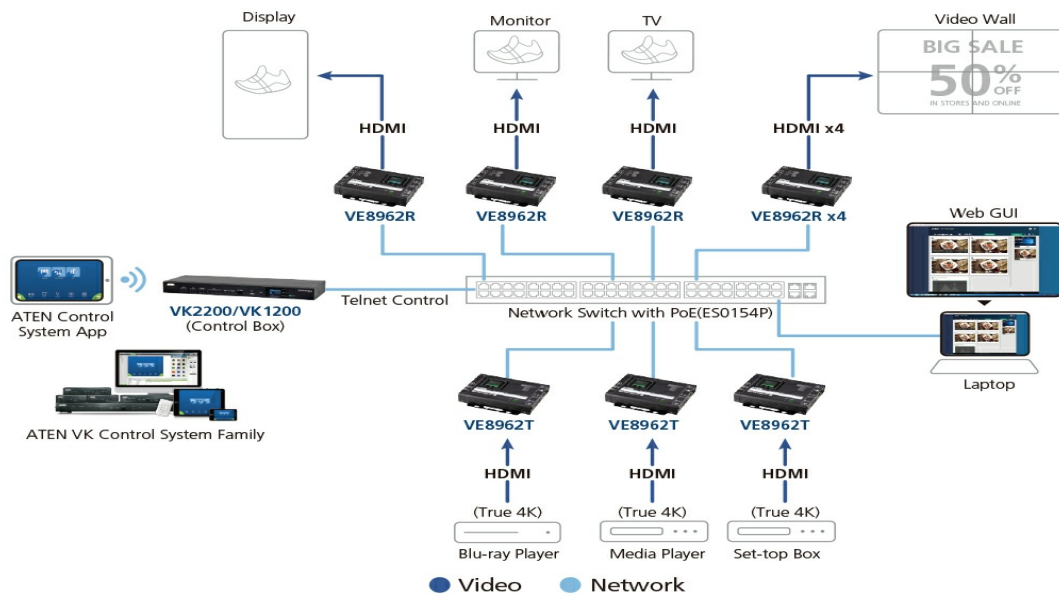 Display
Monitor
TV
Video Wall
BIG SALE
50% OFF
IN STORES AND ONLINE
HDMI
HDMI
HDMI
HDMI x4
VE8962R
VE8962R
VE8962R
VE8962R x4
Web GUI
ATEN Control
System App
VK2200/VK1200
(Control Box)
Telnet Control
Network Switch with PoE(ES0154P)
Laptop
ATEN VK Control System Family
VE8962T
VE8962T
VE8962T
HDMI
HDMI
HDMI
(True 4K)
(True 4K)
(True 4K)
Blu-ray Player
Media Player
Set-top Box
Video
Network